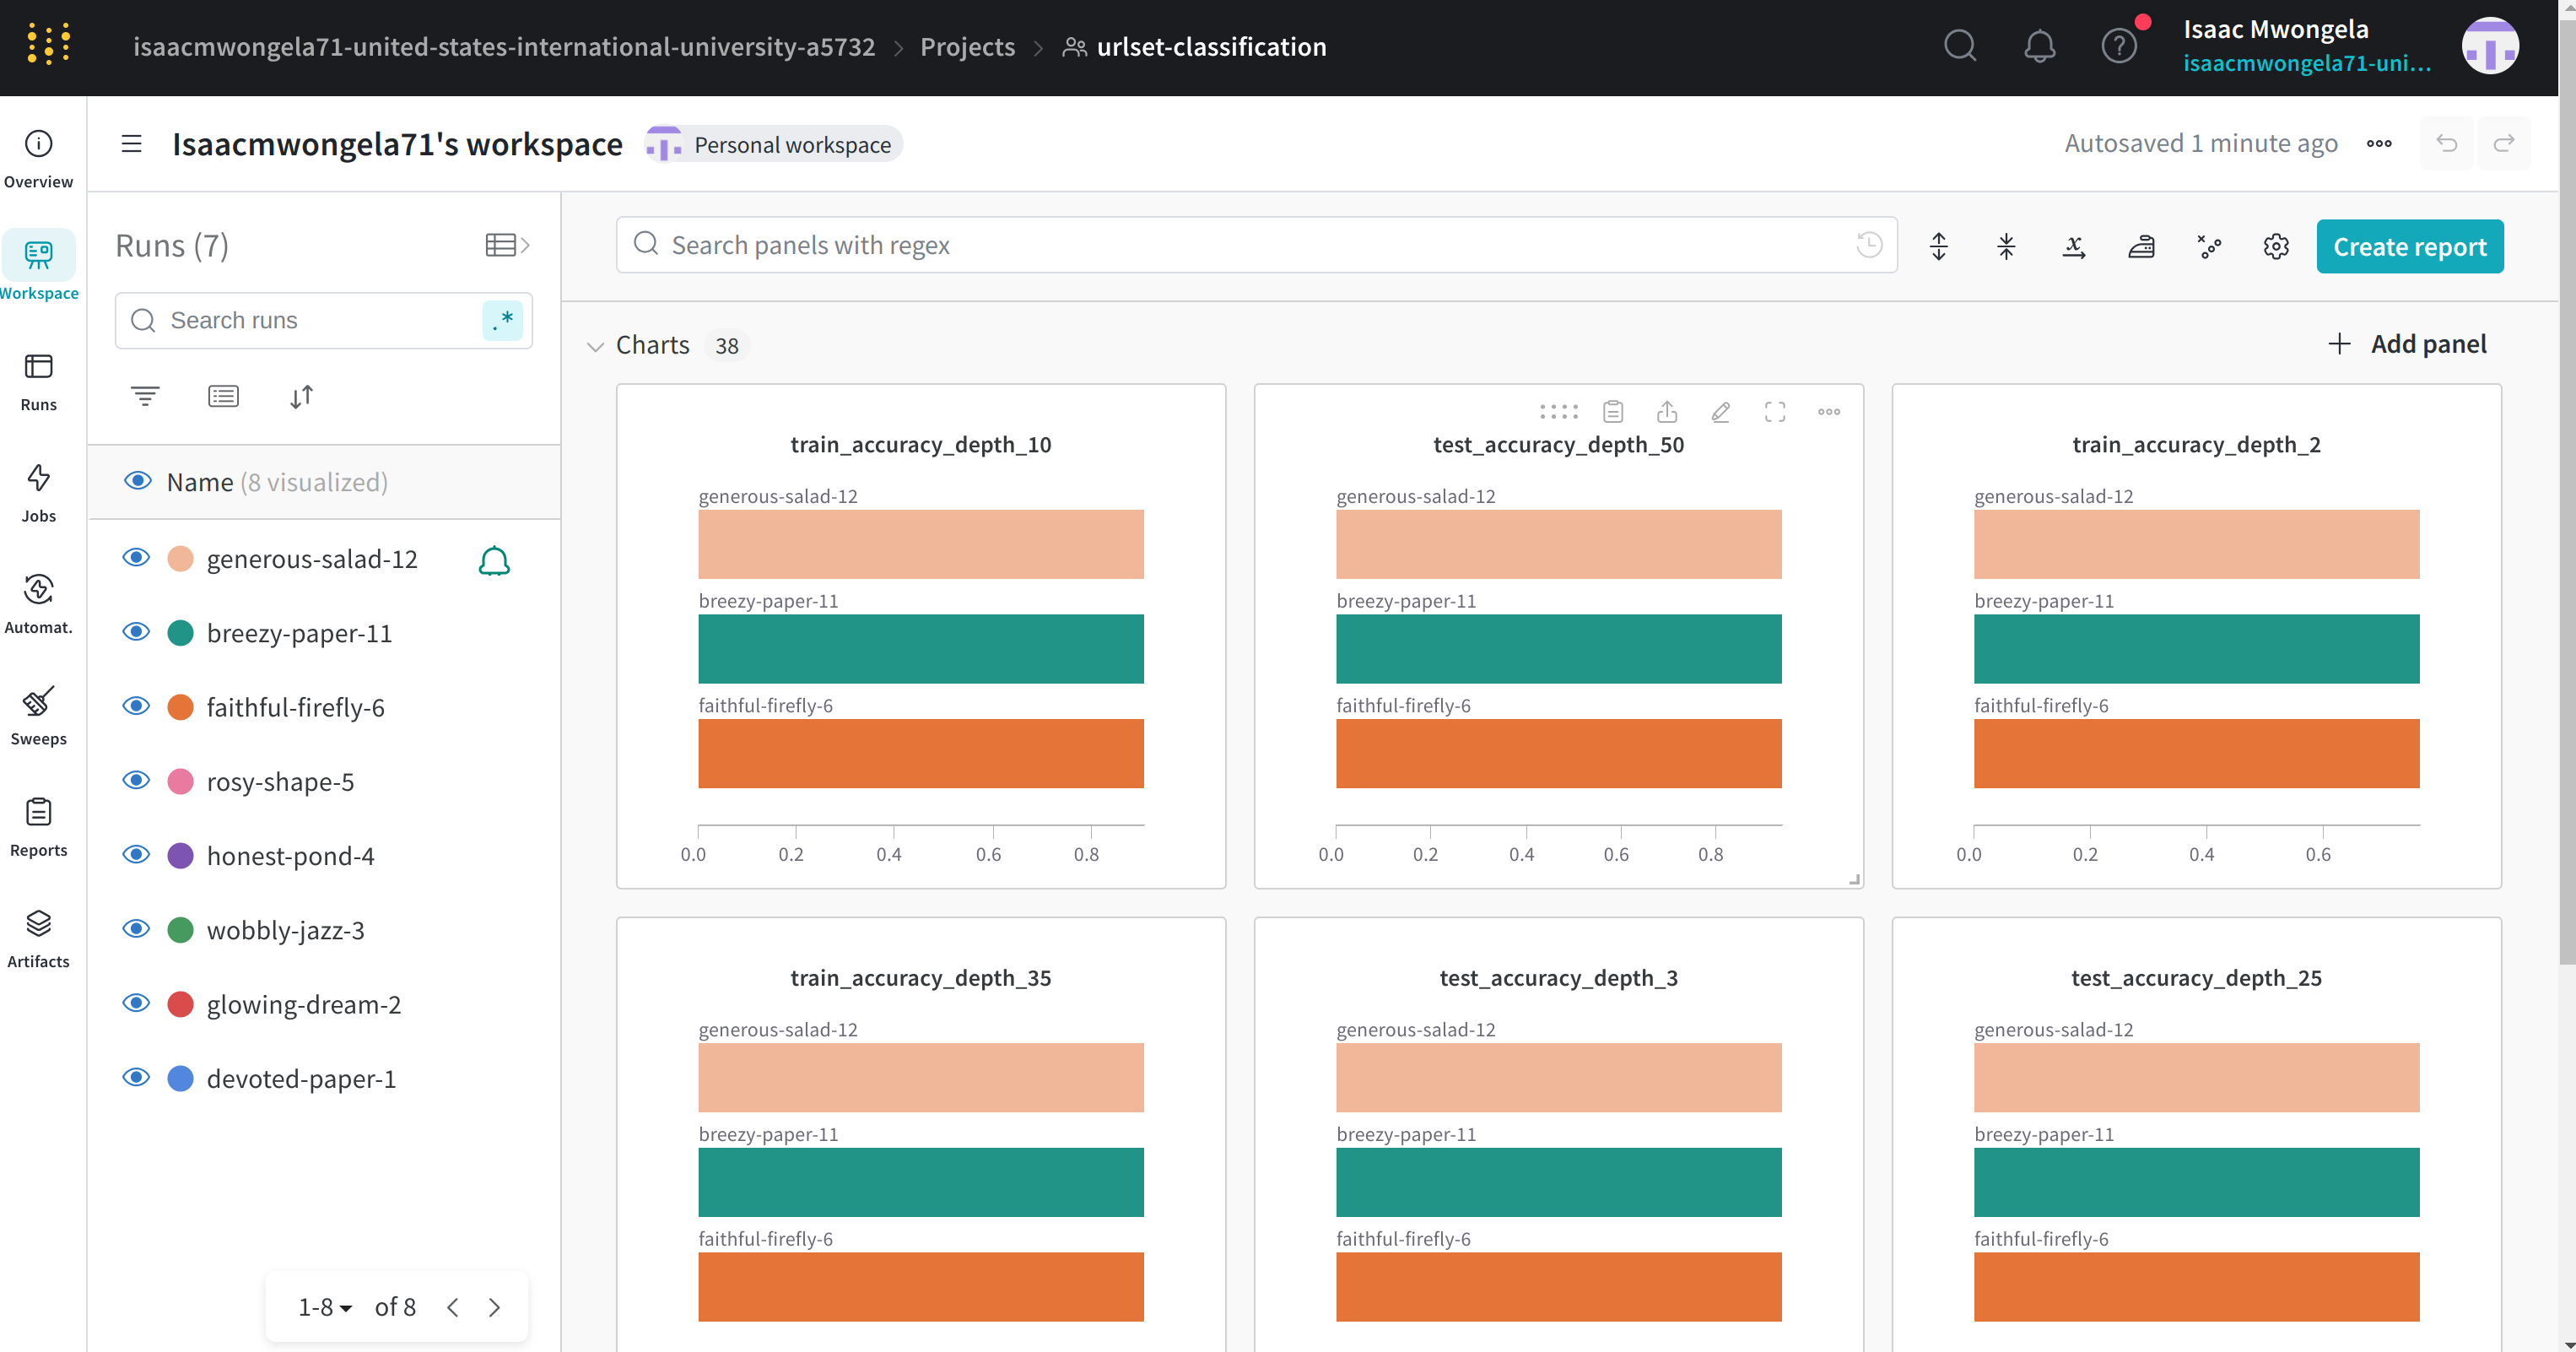 isaacmwongela71-united-states-international-university-a5732 > Projects > urlset-classification
Isaac Mwongela
isaacmwongela71-uni...
Isaacmwongela71's workspace
Personal workspace
Autosaved 1 minute ago
Overview
Workspace
Runs
Jobs
Automat.
Sweeps
Reports
Artifacts
Runs (7)
Search runs
.*
Name (8 visualized)
generous-salad-12
breezy-paper-11
faithful-firefly-6
rosy-shape-5
honest-pond-4
wobbly-jazz-3
glowing-dream-2
devoted-paper-1
1-8 of 8
Search panels with regex
Create report
Charts 38
Add panel
train_accuracy_depth_10
generous-salad-12
breezy-paper-11
faithful-firefly-6
0.0 0.2 0.4 0.6 0.8
test_accuracy_depth_50
generous-salad-12
breezy-paper-11
faithful-firefly-6
0.0 0.2 0.4 0.6 0.8
train_accuracy_depth_2
generous-salad-12
breezy-paper-11
faithful-firefly-6
0.0 0.2 0.4 0.6
train_accuracy_depth_35
generous-salad-12
breezy-paper-11
faithful-firefly-6
test_accuracy_depth_3
generous-salad-12
breezy-paper-11
faithful-firefly-6
test_accuracy_depth_25
generous-salad-12
breezy-paper-11
faithful-firefly-6